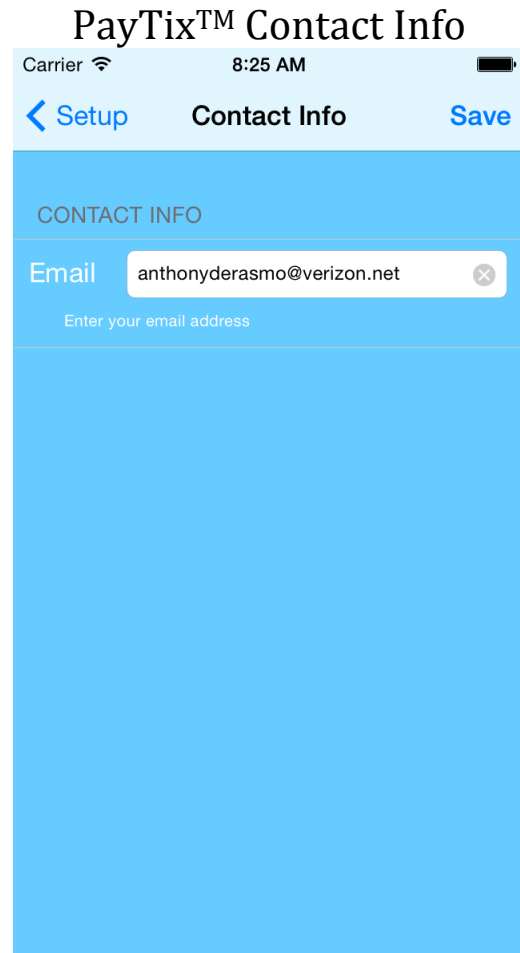 PayTix™ Contact Info
Carrier 8:25 AM
Setup Contact Info Save
CONTACT INFO
Email anthonyderasmo@verizon.net
Enter your email address